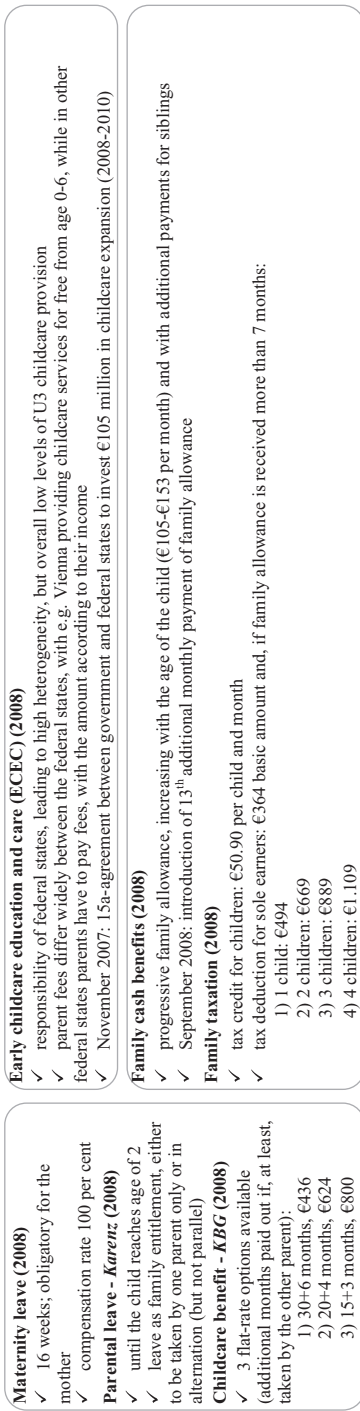 Maternity leave (2008)
✓ 16 weeks; obligatory for the
mother
✓ compensation rate 100 per cent
Parental leave - Karenz (2008)
✓ until the child reaches age of 2
✓ leave as family entitlement, either
to be taken by one parent only or in
alternation (but not parallel)
Childcare benefit - KBG (2008)
✓ 3 flat-rate options available
(additional months paid out if, at least,
taken by the other parent):
1) 30+6 months, €436
2) 20+4 months, €624
3) 15+3 months, €800
Early childcare education and care (ECEC) (2008)
✓ responsibility of federal states, leading to high heterogeneity, but overall low levels of U3 childcare provision
✓ parent fees differ widely between the federal states, with e.g. Vienna providing childcare services for free from age 0-6, while in other
federal states parents have to pay fees, with the amount according to their income
✓ November 2007: 15a-agreement between government and federal states to invest €105 million in childcare expansion (2008-2010)
Family cash benefits (2008)
✓ progressive family allowance, increasing with the age of the child (€105-€153 per month) and with additional payments for siblings
✓ September 2008: introduction of 13th additional monthly payment of family allowance
Family taxation (2008)
✓ tax credit for children: €50.90 per child and month
✓ tax deduction for sole earners: €364 basic amount and, if family allowance is received more than 7 months:
1) 1 child: €494
2) 2 children: €669
3) 3 children: €889
4) 4 children: €1.109